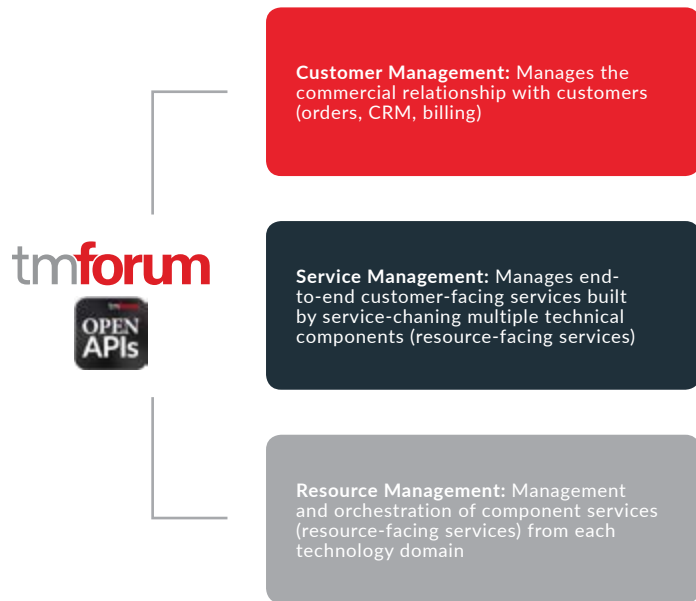 Customer Management: Manages the
commercial relationship with customers
(orders, CRM, billing)
tmforum
OPEN
APIs
Service Management: Manages end-
to-end customer-facing services built
by service-chaning multiple technical
components (resource-facing services)
Resource Management: Management
and orchestration of component services
(resource-facing services) from each
technology domain